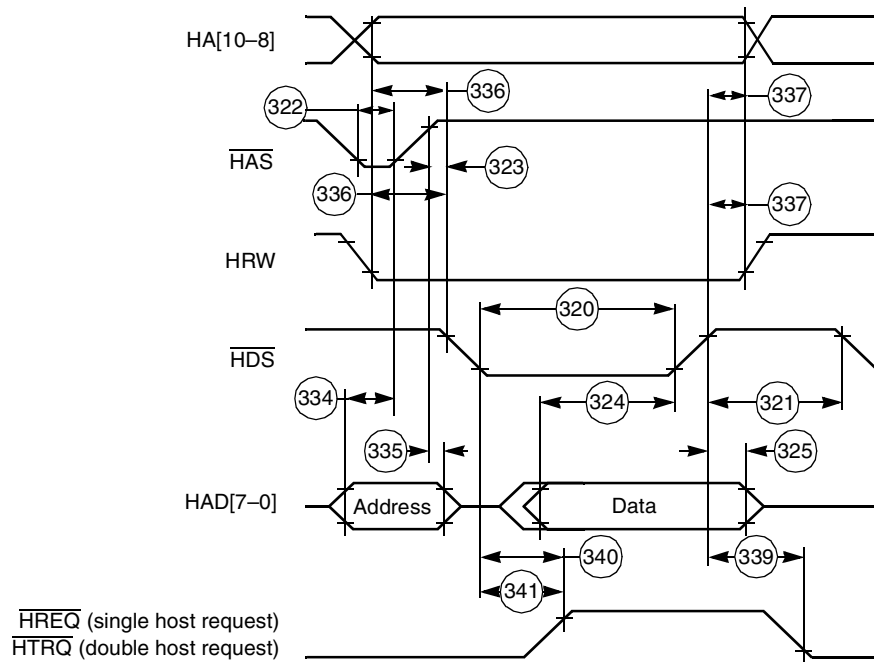 HA[10–8]
336
337
322
HAS
323
336
337
HRW
320
HDS
334
324
321
335
325
HAD[7–0]
Address
Data
340
339
341
HREQ (single host request)
HTRQ (double host request)